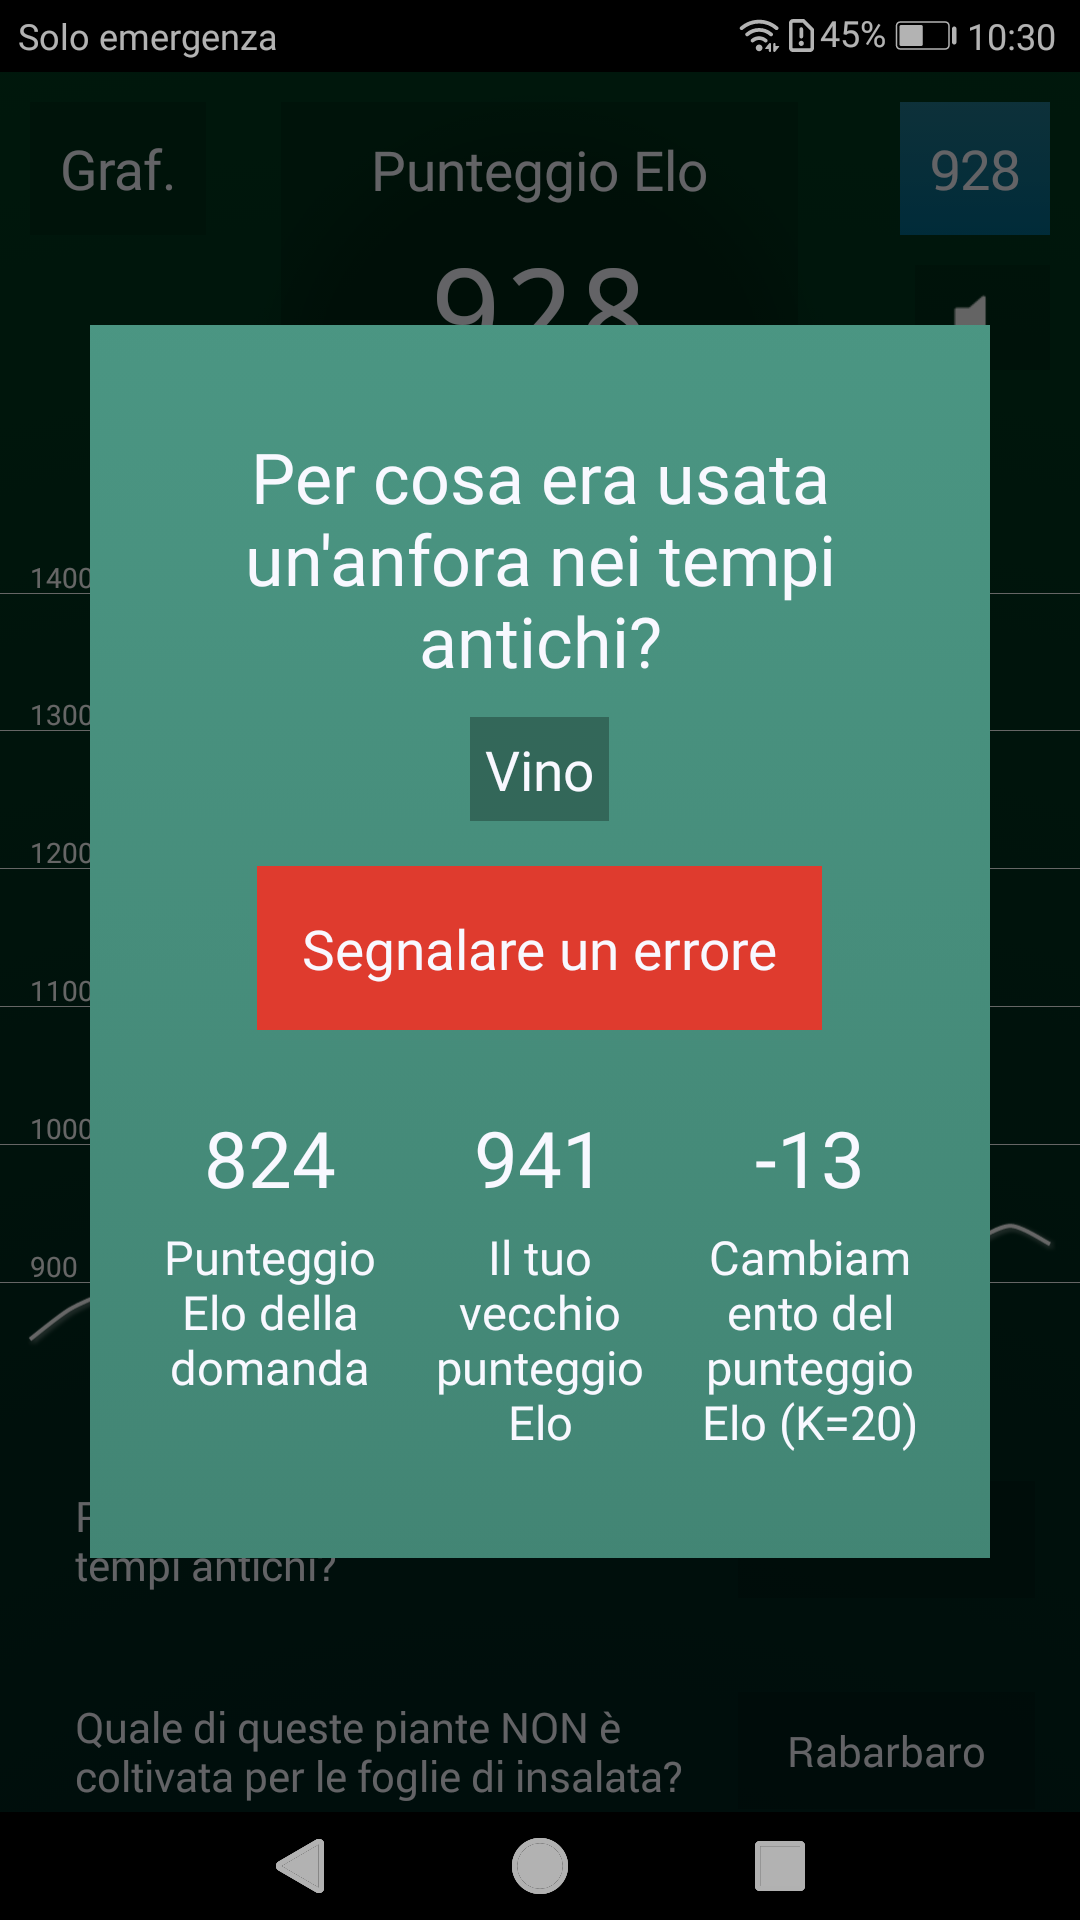 Solo emergenza
45%
10:30
Graf.
Punteggio Elo
928
928
Per cosa era usata
un'anfora nei tempi
antichi?
Vino
Segnalare un errore
1400
1300
1200
1100
1000
900
824
941
-13
Punteggio
Elo della
domanda
Il tuo
vecchio
punteggio
Elo
Cambiam
ento del
punteggio
Elo (K=20)
tempi antichi?
Quale di queste piante NON è
coltivata per le foglie di insalata?
Rabarbaro